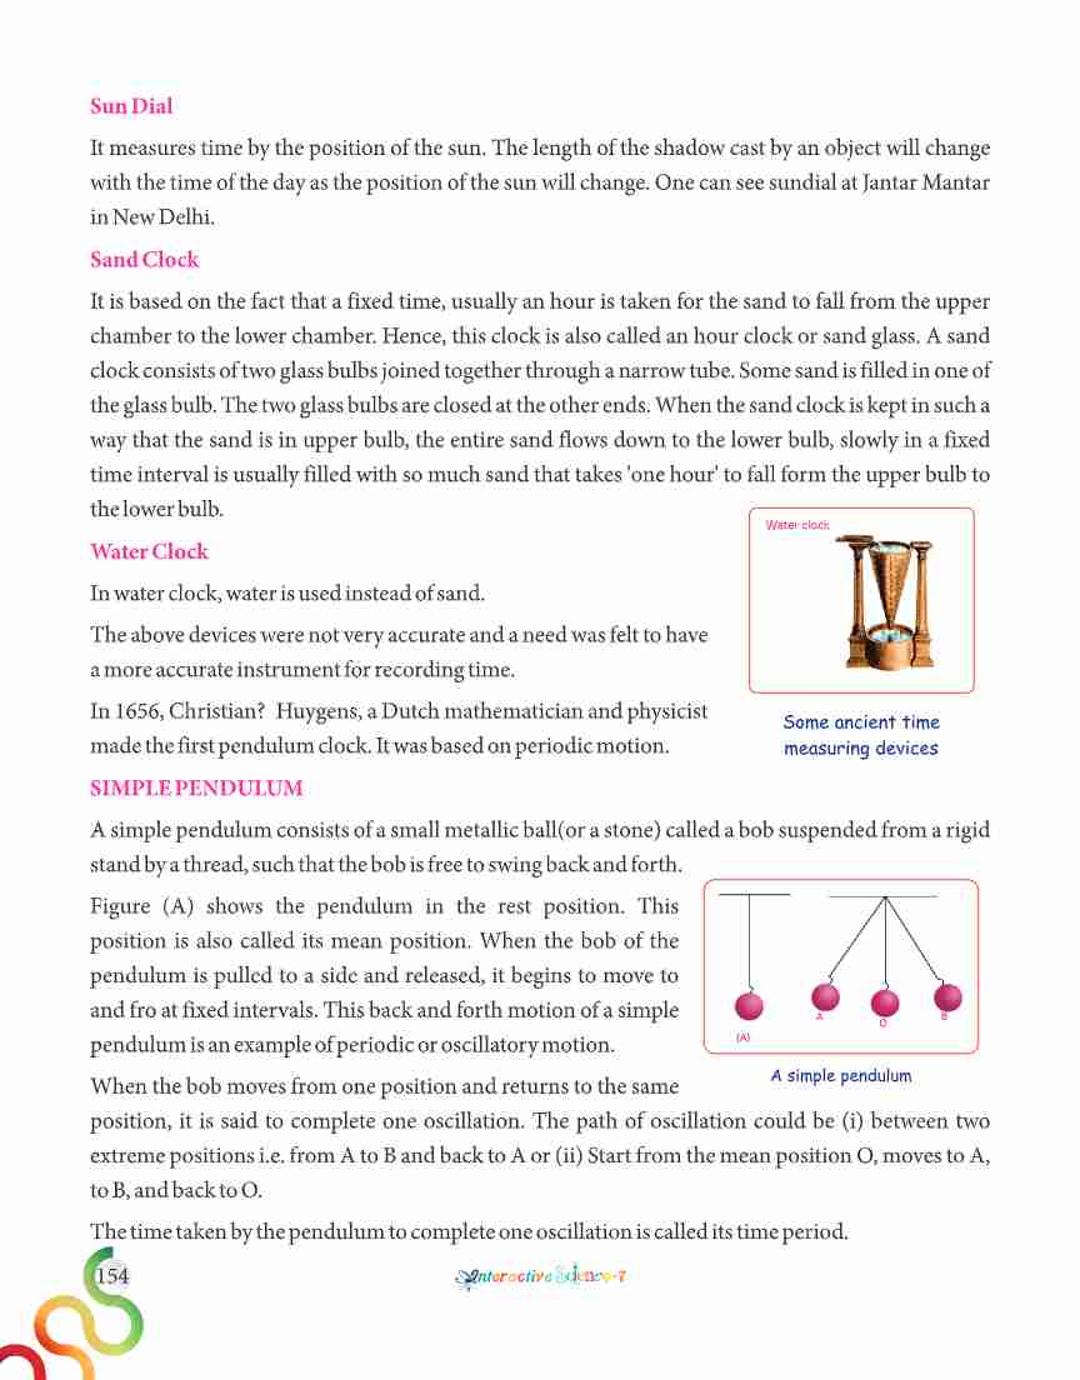 Sun Dial
It measures time by the position of the sun. The length of the shadow cast by an object will change
with the time of the day as the position of the sun will change. One can see sundial at Jantar Mantar
in New Delhi.
Sand Clock
It is based on the fact that a fixed time, usually an hour is taken for the sand to fall from the upper
chamber to the lower chamber. Hence, this clock is also called an hour clock or sand glass. A sand
clock consists of two glass bulbs joined together through a narrow tube. Some sand is filled in one of
the glass bulb. The two glass bulbs are closed at the other ends. When the sand clock is kept in such a
way that the sand is in upper bulb, the entire sand flows down to the lower bulb, slowly in a fixed
time interval is usually filled with so much sand that takes 'one hour' to fall form the upper bulb to
the lower bulb.
Water clock
Water Clock
In water clock, water is used instead of sand.
The above devices were not very accurate and a need was felt to have
a more accurate instrument for recording time.
In 1656, Christian? Huygens, a Dutch mathematician and physicist
made the first pendulum clock. It was based on periodic motion.
Some ancient time
measuring devices
SIMPLE PENDULUM
A simple pendulum consists of a small metallic ball(or a stone) called a bob suspended from a rigid
stand by a thread, such that the bob is free to swing back and forth.
Figure (A) shows the pendulum in the rest position. This
position is also called its mean position. When the bob of the
pendulum is pulled to a side and released, it begins to move to
and fro at fixed intervals. This back and forth motion of a simple
pendulum is an example of periodic or oscillatory motion.
A
O
B
(A)
A simple pendulum
When the bob moves from one position and returns to the same
position, it is said to complete one oscillation. The path of oscillation could be (i) between two
extreme positions i.e. from A to B and back to A or (ii) Start from the mean position O, moves to A,
to B, and back to O.
The time taken by the pendulum to complete one oscillation is called its time period.
154
Interactive Science-7